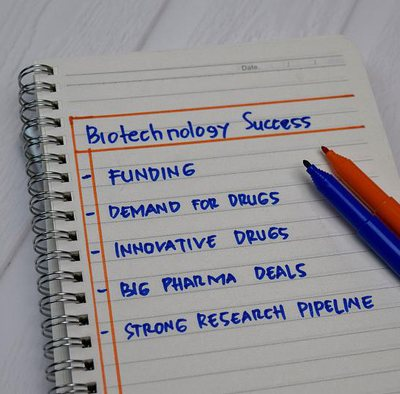 Date.    /    /
Biotechnology Success
- FUNDING
- DEMAND FOR DRUGS
- INNOVATIVE DRUGS
- BIG PHARMA DEALS
- STRONG RESEARCH PIPELINE